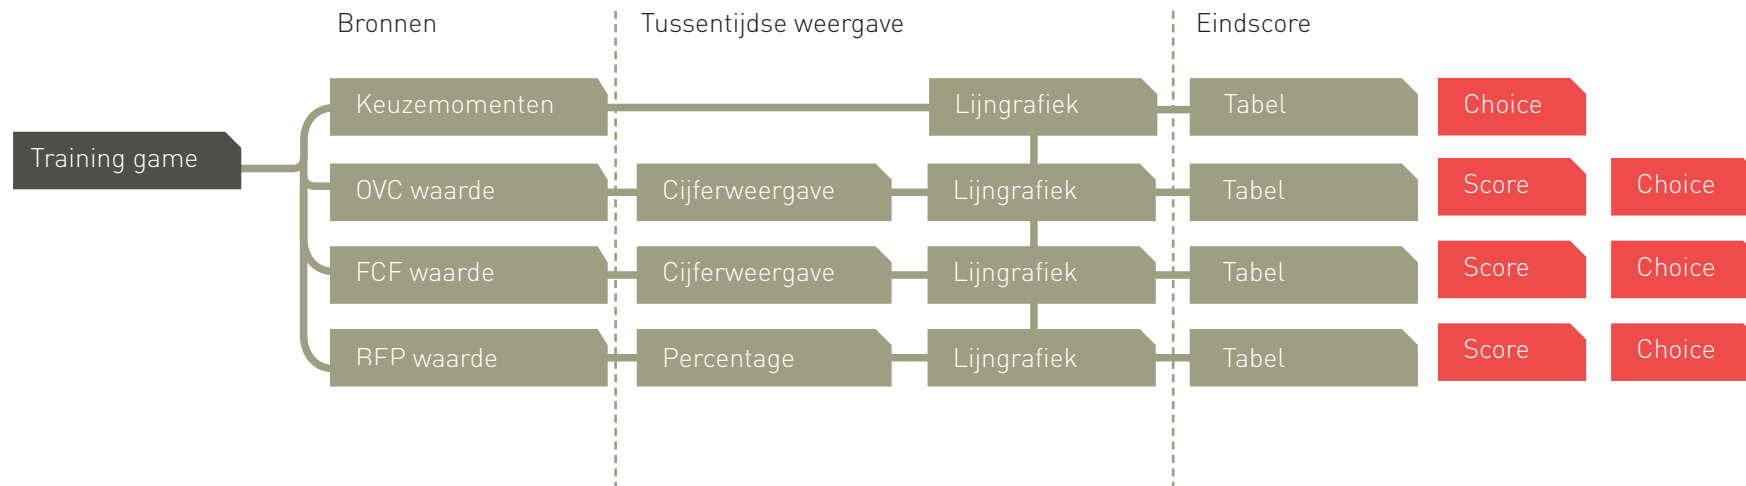 Bronnen
Tussentijdse weergave
Eindscore
Training game
Keuzemomenten
Lijngrafiek
Tabel
Choice
OVC waarde
Cijferweergave
Lijngrafiek
Tabel
Score
Choice
FCF waarde
Cijferweergave
Lijngrafiek
Tabel
Score
Choice
waarde
Percentage
Lijngrafiek
Tabel
Score
Choice